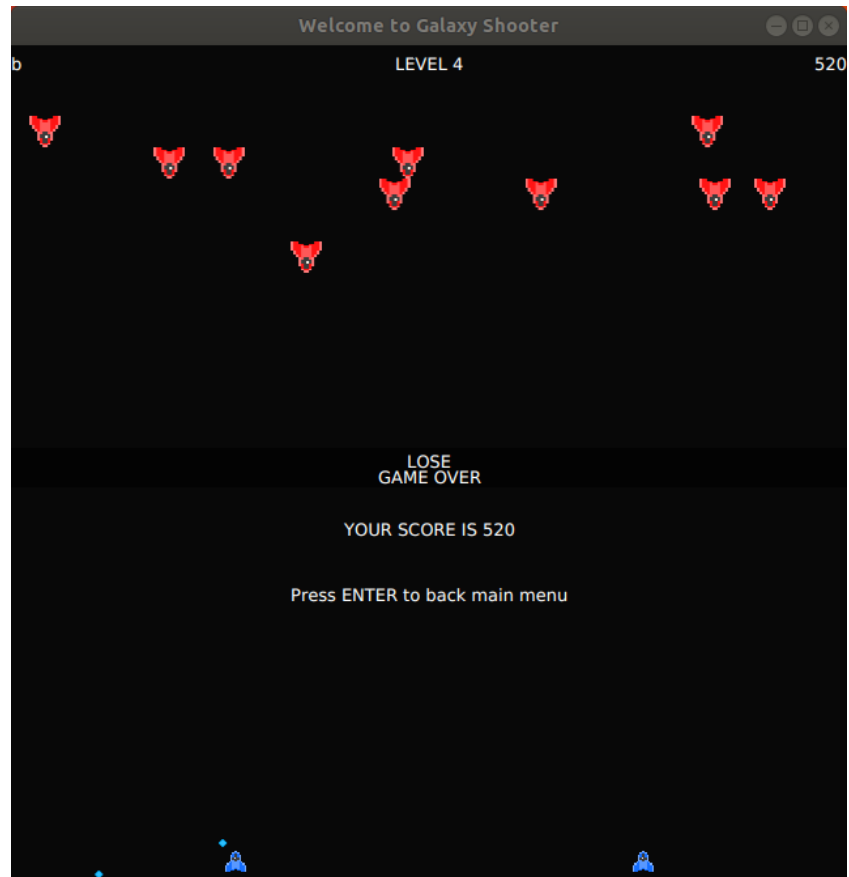 Welcome to Galaxy Shooter
b LEVEL 4 520
LOSE
GAME OVER
YOUR SCORE IS 520
Press ENTER to back main menu